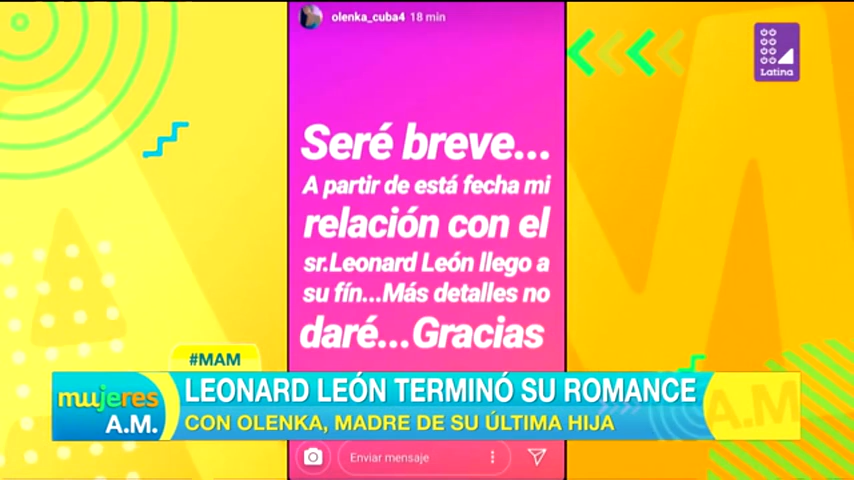 olenka_cuba4 18 min
Latina
Seré breve...
A partir de está fecha mi
relación con el
sr.Leonard León llego a
su fín...Más detalles no
daré...Gracias
#MAM
mujeres
A.M.
LEONARD LEÓN TERMINÓ SU ROMANCE
CON OLENKA, MADRE DE SU ÚLTIMA HIJA
A.M
Enviar mensaje